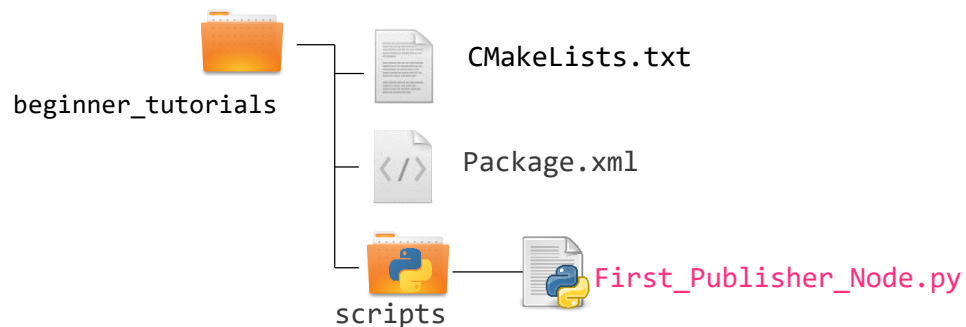 CMakeLists.txt
beginner_tutorials
</> Package.xml
First_Publisher_Node.py
scripts